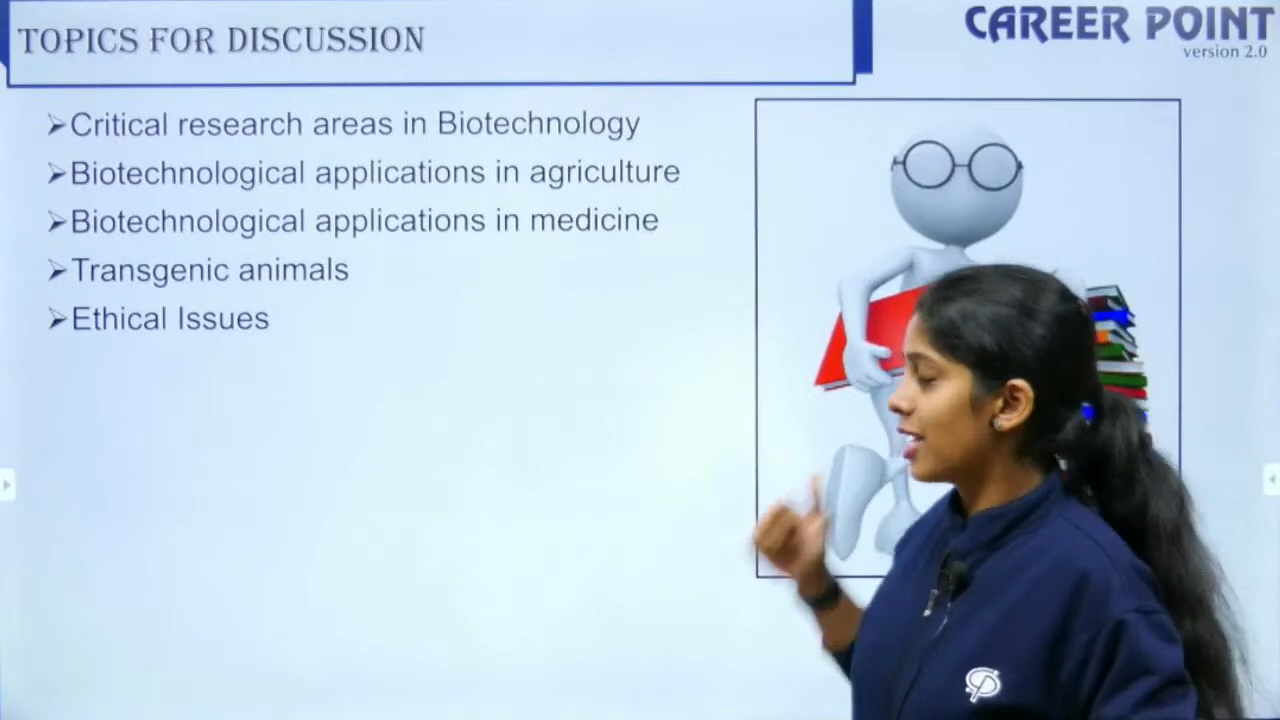 TOPICS FOR DISCUSSION
CAREER POINT
version 2.0
➢Critical research areas in Biotechnology
➢Biotechnological applications in agriculture
➢Biotechnological applications in medicine
➢Transgenic animals
➢Ethical Issues